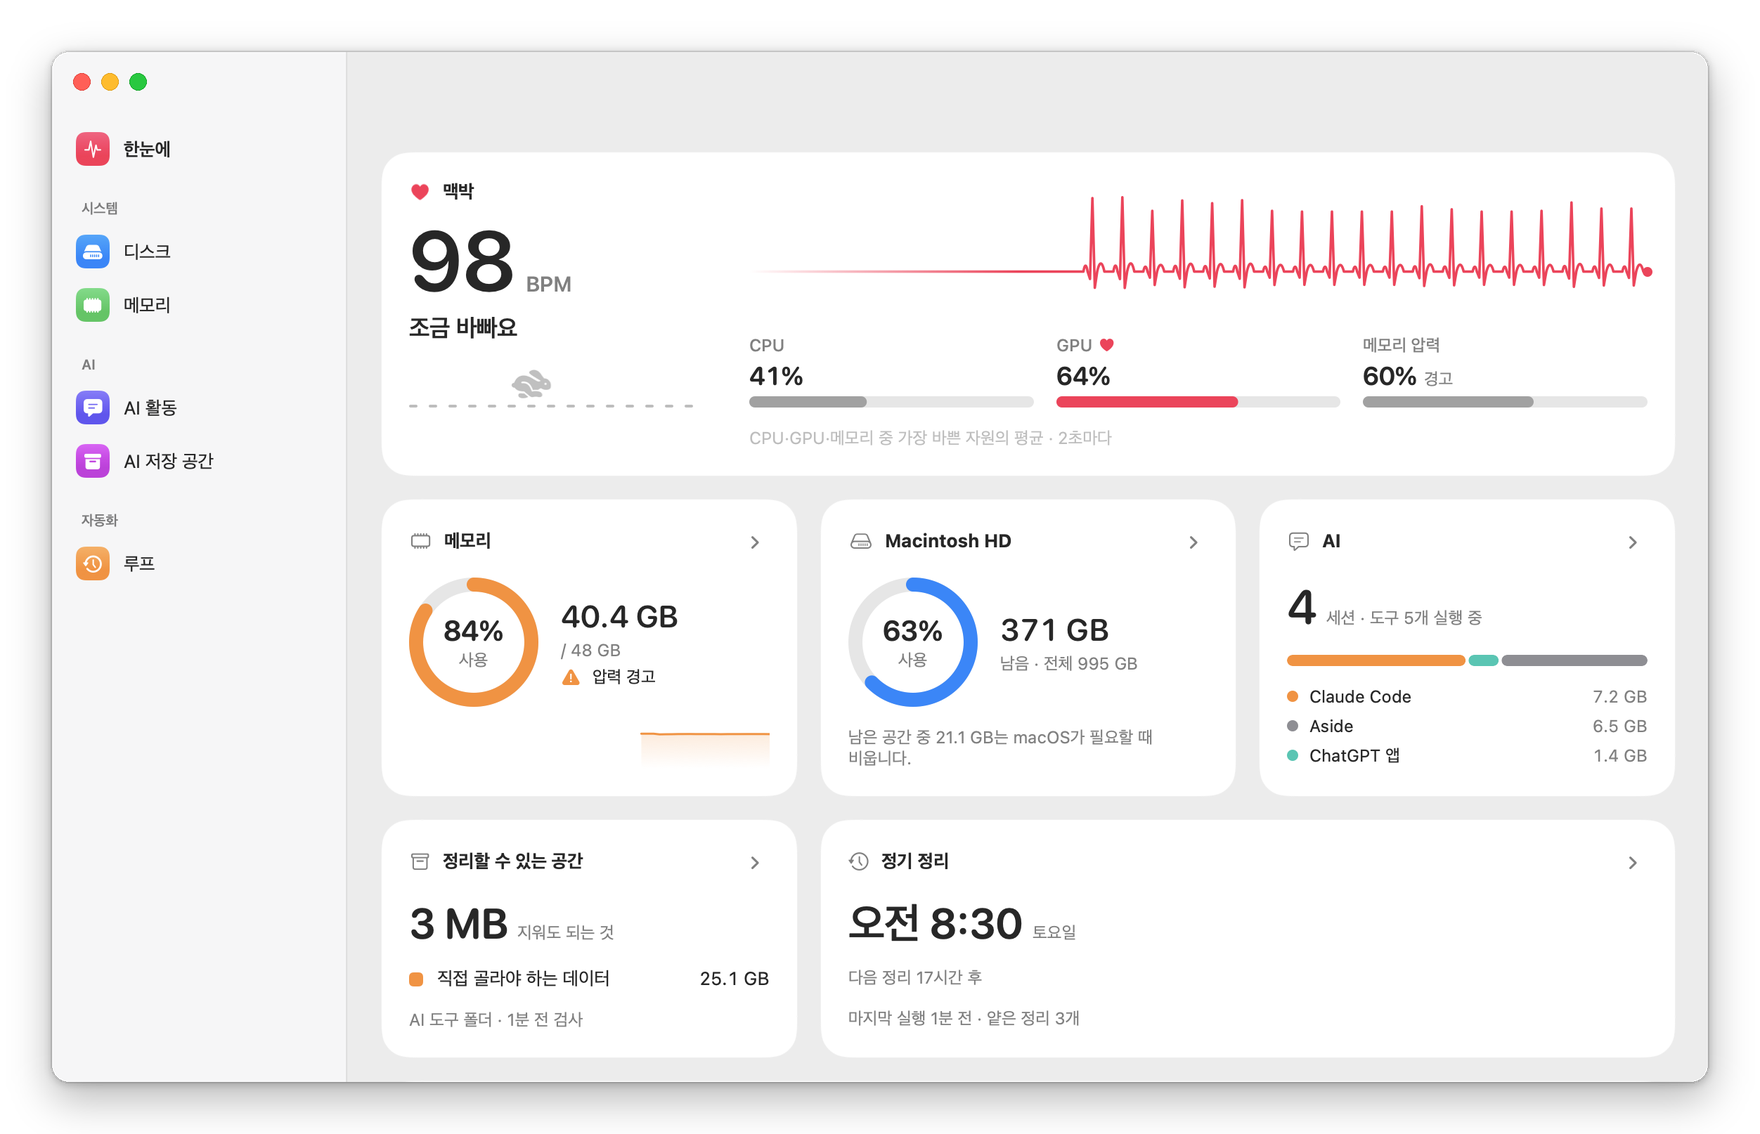 한눈에
시스템
디스크
메모리
AI
AI 활동
AI 저장 공간
자동화
루프
맥박
98 BPM
조금 바빠요
CPU
41%
GPU
64%
메모리 압력
60% 경고
CPU·GPU·메모리 중 가장 바쁜 자원의 평균 · 2초마다
메모리
84%
사용
40.4 GB
/ 48 GB
압력 경고
Macintosh HD
63%
사용
371 GB
남음 · 전체 995 GB
남은 공간 중 21.1 GB는 macOS가 필요할 때
비웁니다.
AI
4 세션 · 도구 5개 실행 중
Claude Code 7.2 GB
Aside 6.5 GB
ChatGPT 앱 1.4 GB
정리할 수 있는 공간
3 MB 지워도 되는 것
직접 골라야 하는 데이터 25.1 GB
AI 도구 폴더 · 1분 전 검사
정기 정리
오전 8:30 토요일
다음 정리 17시간 후
마지막 실행 1분 전 · 얕은 정리 3개